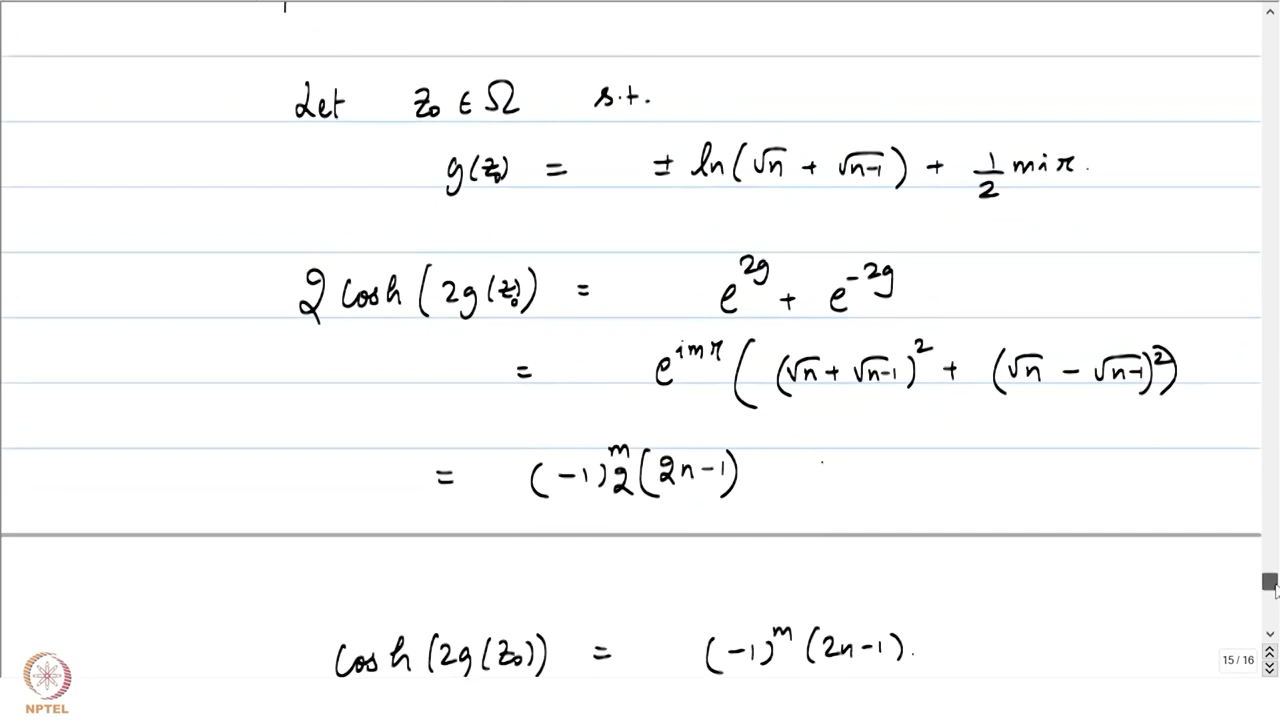 Let z₀ ∈ Ω s.t.
g(z₀) = ± ln(√n + √n-1) + 1/2 miπ.
2 cosh(2g(z₀)) = e^{2g} + e^{-2g}
= e^{imπ} ((√n + √n-1)² + (√n - √n-1)²)
= (-1)^m 2(2n-1)
cosh(2g(z₀)) = (-1)^m (2n-1).
15 / 16
NPTEL